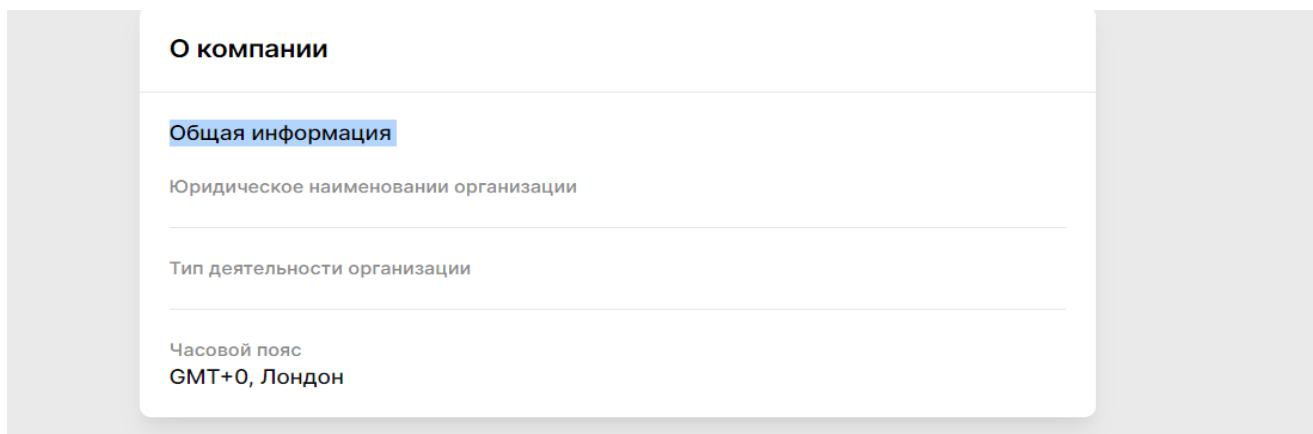 О компании
Общая информация
Юридическое наименовании организации
Тип деятельности организации
Часовой пояс
GMT+0, Лондон